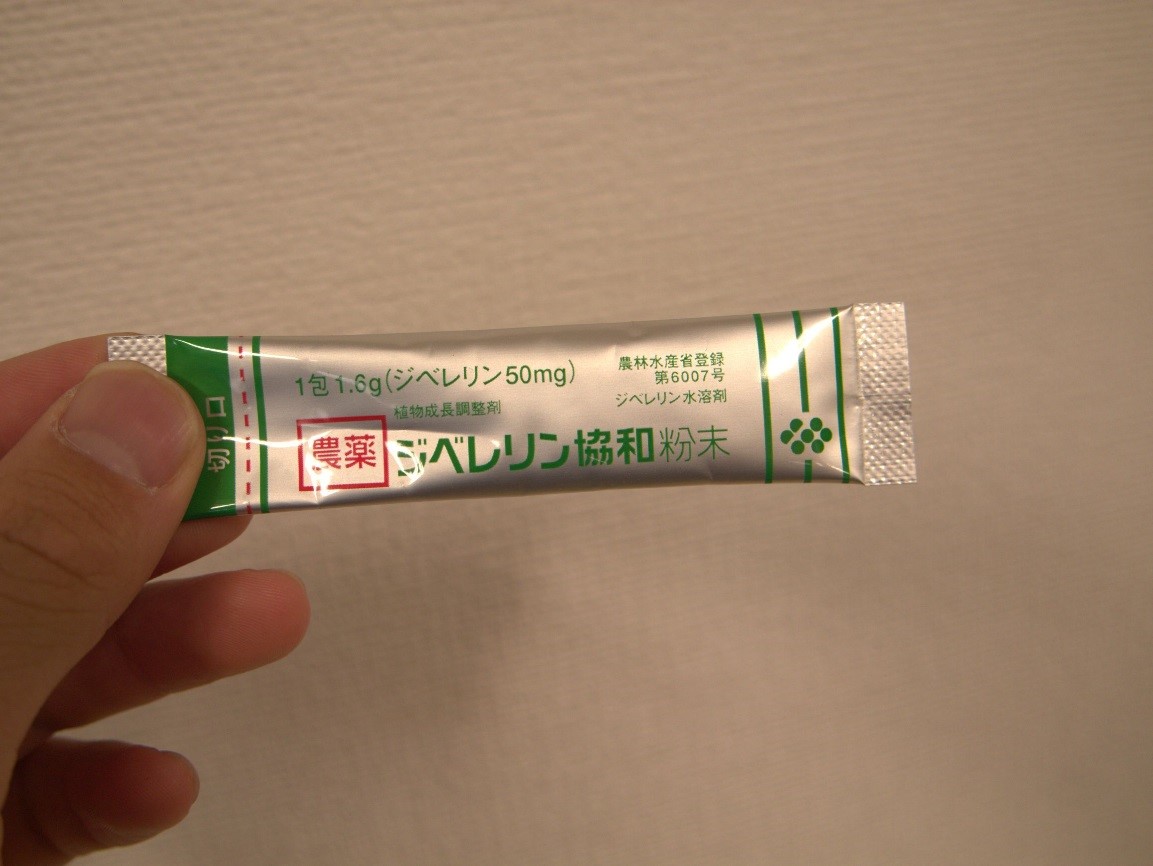 切り口
1包 1.6g(ジベレリン50mg)
農林水産省登録
第6007号
植物成長調整剤
ジベレリン水溶剤
農薬
ジベレリン協和粉末